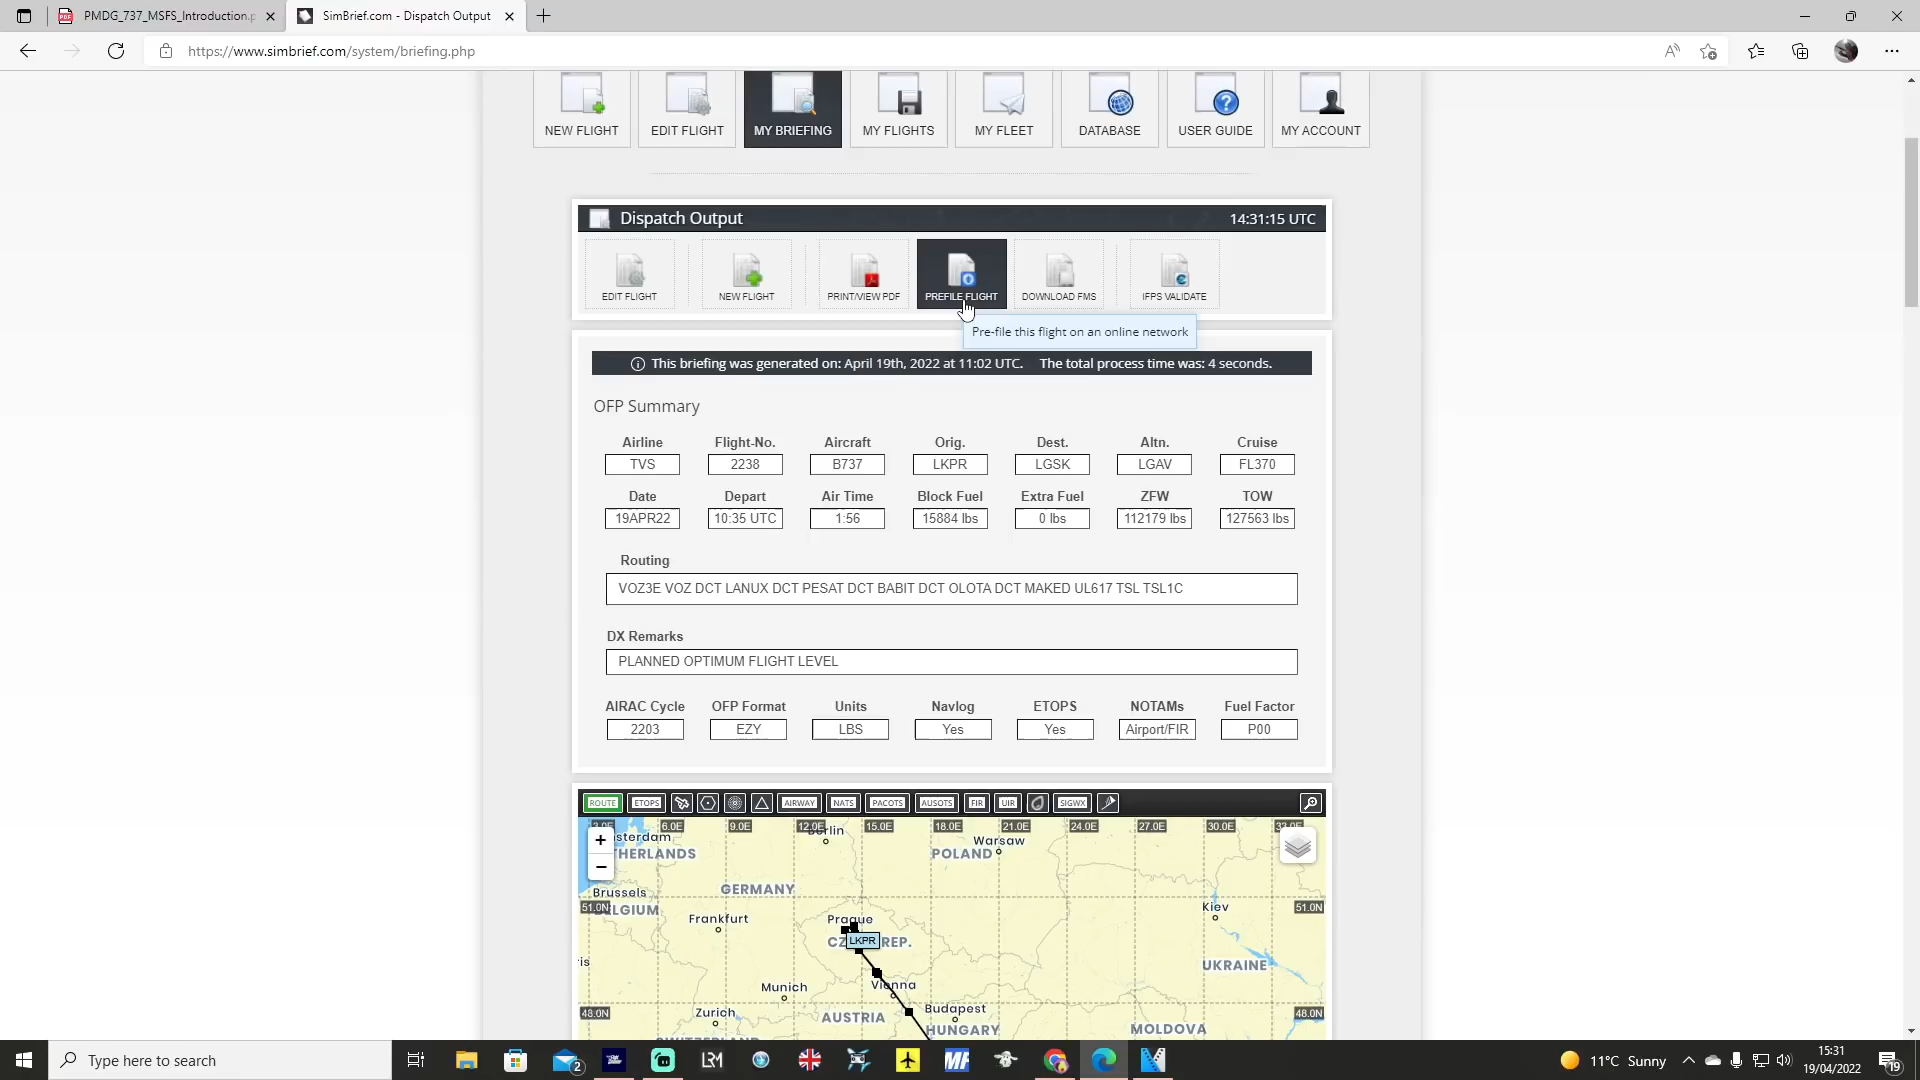 PMDG_737_MSFS_Introduction.p
SimBrief.com - Dispatch Output
https://www.simbrief.com/system/briefing.php
NEW FLIGHT EDIT FLIGHT MY BRIEFING MY FLIGHTS MY FLEET DATABASE USER GUIDE MY ACCOUNT
Dispatch Output 14:31:15 UTC
EDIT FLIGHT NEW FLIGHT PRINT/VIEW PDF PREFILE FLIGHT DOWNLOAD FMS IFPS VALIDATE
Pre-file this flight on an online network
This briefing was generated on: April 19th, 2022 at 11:02 UTC. The total process time was: 4 seconds.
OFP Summary
Airline Flight-No. Aircraft Orig. Dest. Altn. Cruise
TVS 2238 B737 LKPR LGSK LGAV FL370
Date Depart Air Time Block Fuel Extra Fuel ZFW TOW
19APR22 10:35 UTC 1:56 15884 lbs 0 lbs 112179 lbs 127563 lbs
Routing
VOZ3E VOZ DCT LANUX DCT PESAT DCT BABIT DCT OLOTA DCT MAKED UL617 TSL TSL1C
DX Remarks
PLANNED OPTIMUM FLIGHT LEVEL
AIRAC Cycle OFP Format Units Navlog ETOPS NOTAMs Fuel Factor
2203 EZY LBS Yes Yes Airport/FIR P00
ROUTE ETOPS AIRWAY NATS PACOTS AUSOTS FIR UIR SIGWX
3.0E 6.0E 9.0E 12.0E 15.0E 18.0E 21.0E 24.0E 27.0E 30.0E
sterdam erlin Warsaw
+
THERLANDS POLAND
−
Brussels GERMANY
51.0N ELGIUM Kiev 51.0N
Frankfurt Prague
LKPR
CZ REP.
ris UKRAINE
Munich Vienna
48.0N Zurich AUSTRIA Budapest 48.0N
HUNGARY MOLDOVA
Type here to search
2
LRM
MF
11°C Sunny
15:31
19/04/2022
19